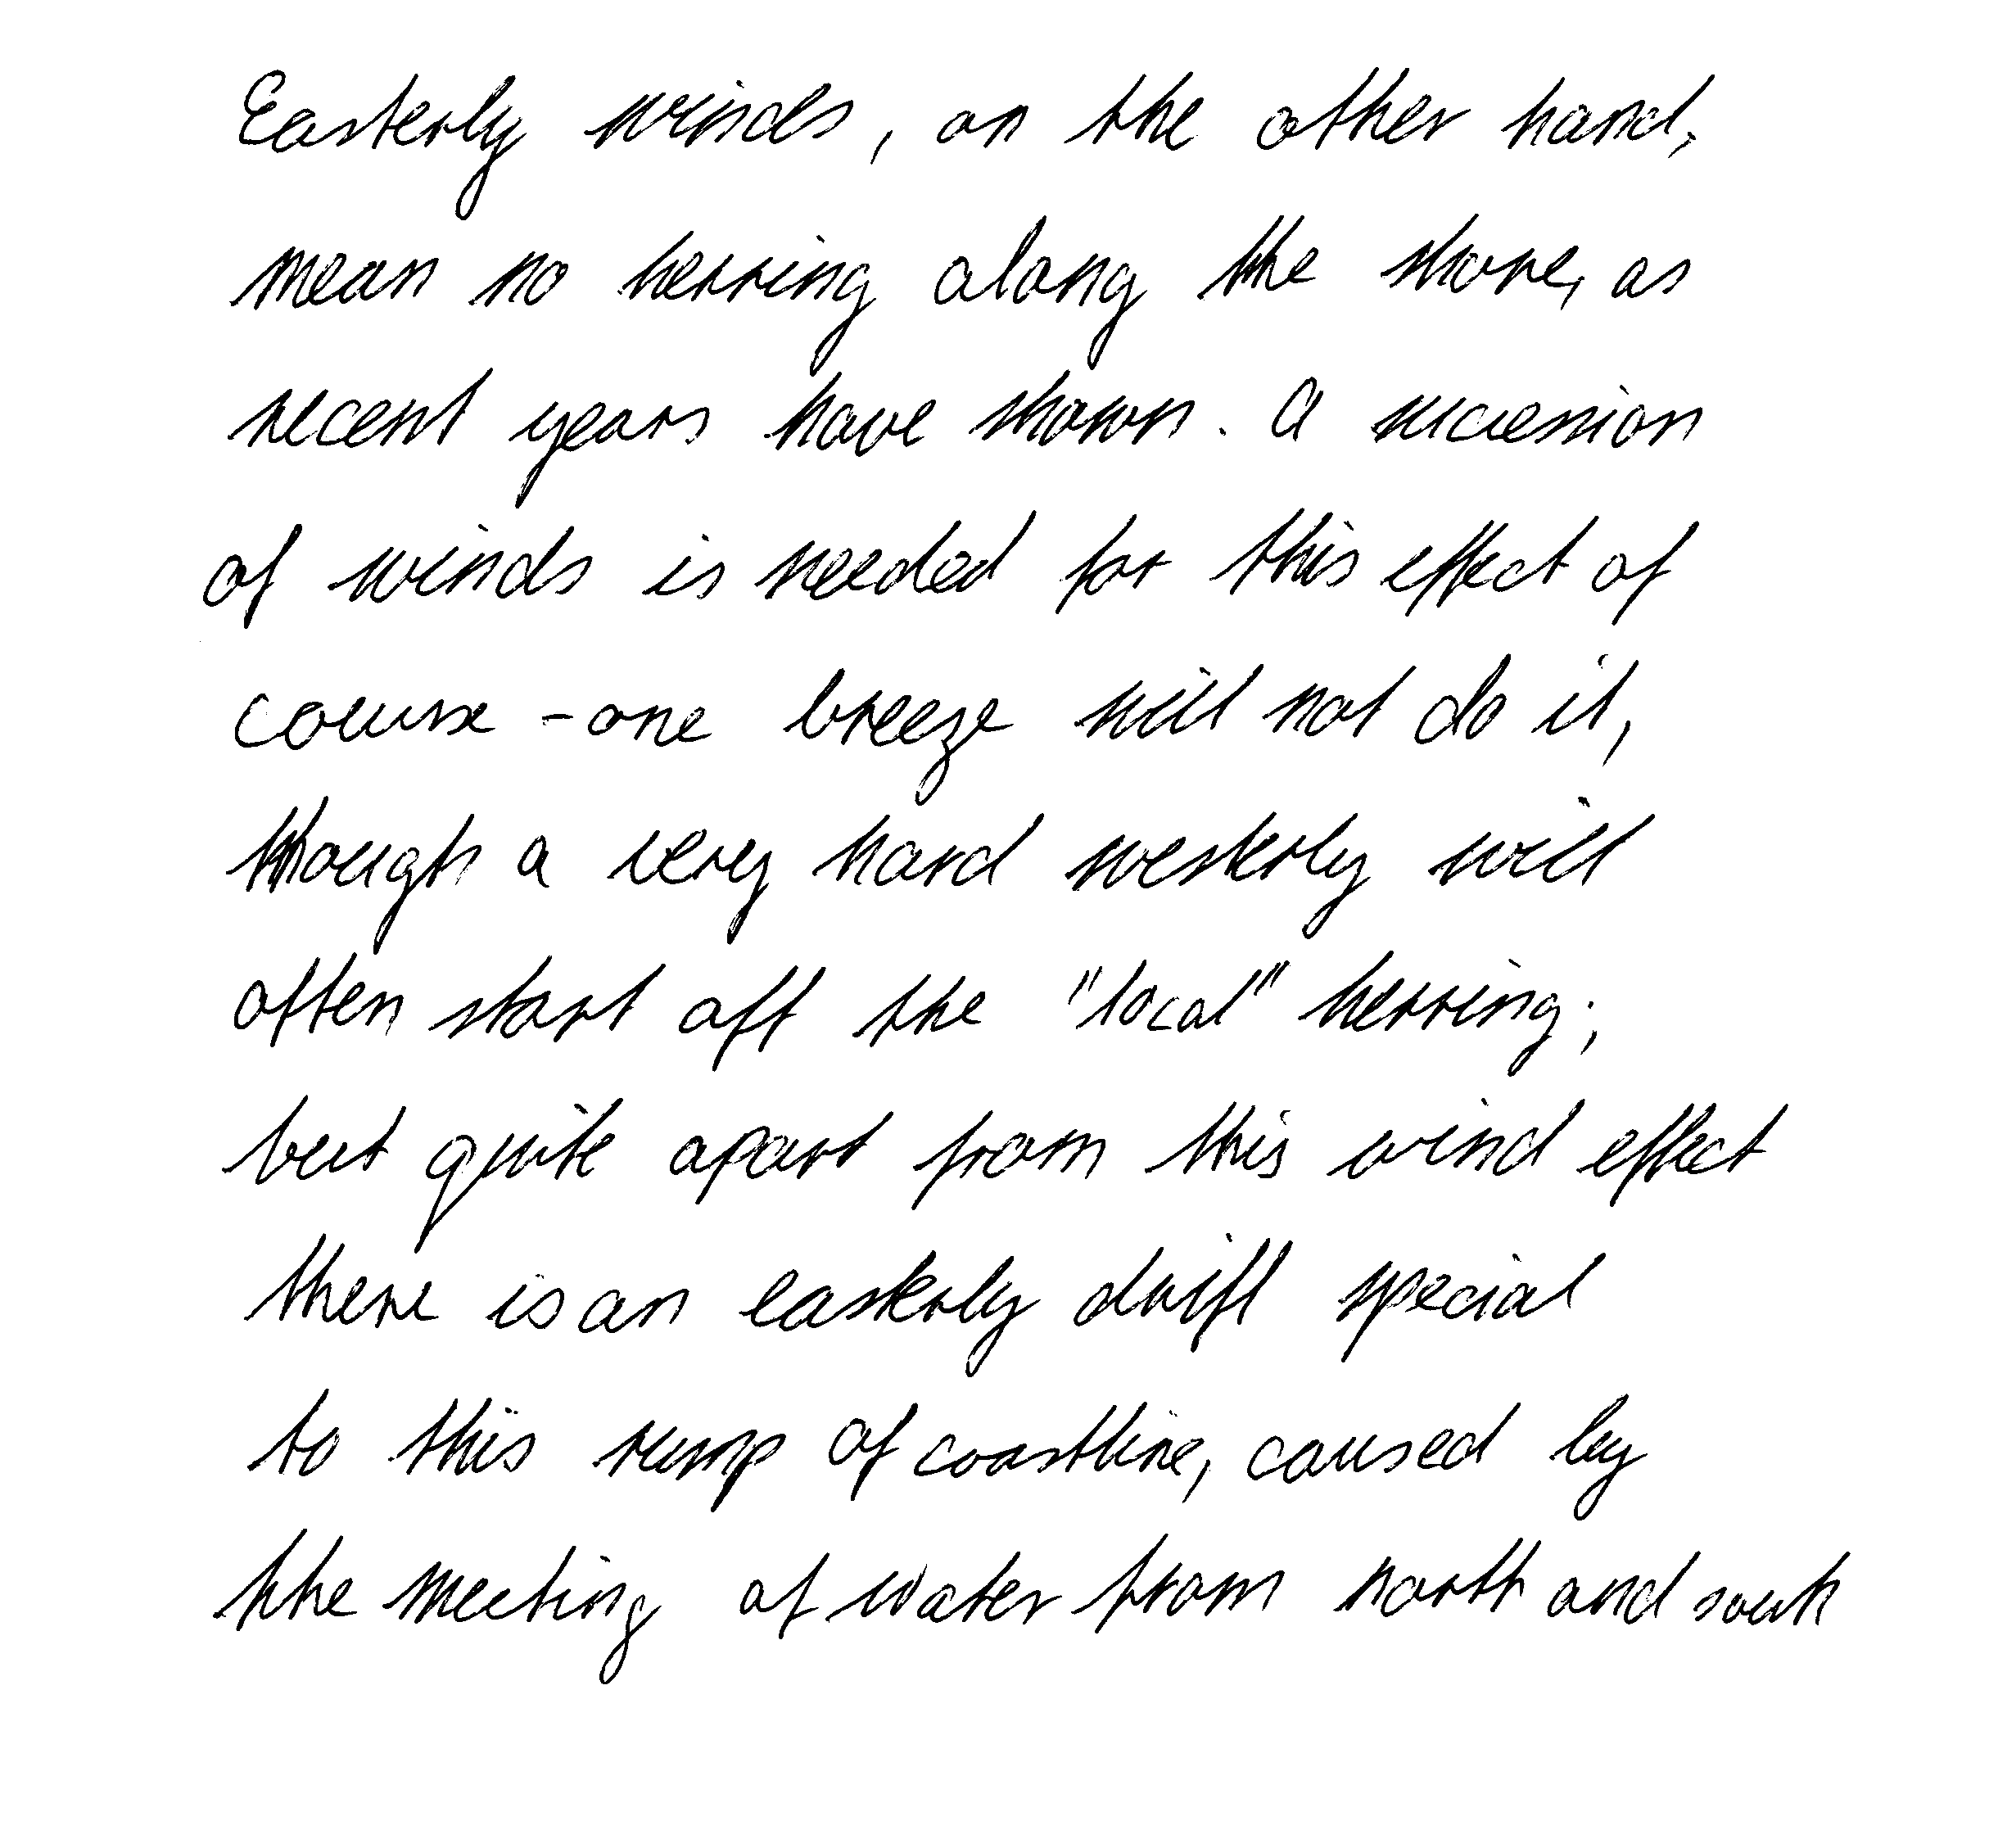 Easterly winds, on the other hand,
mean no herring along the shore, as
recent years have shown. A succession
of winds is needed for this effect of
course - one breeze will not do it,
though a very hard westerly will
often start off the "local" herring;
but quite apart from this wind effect
there is an easterly drift special
to this rump of coastline, caused by
the meeting of water from north and south